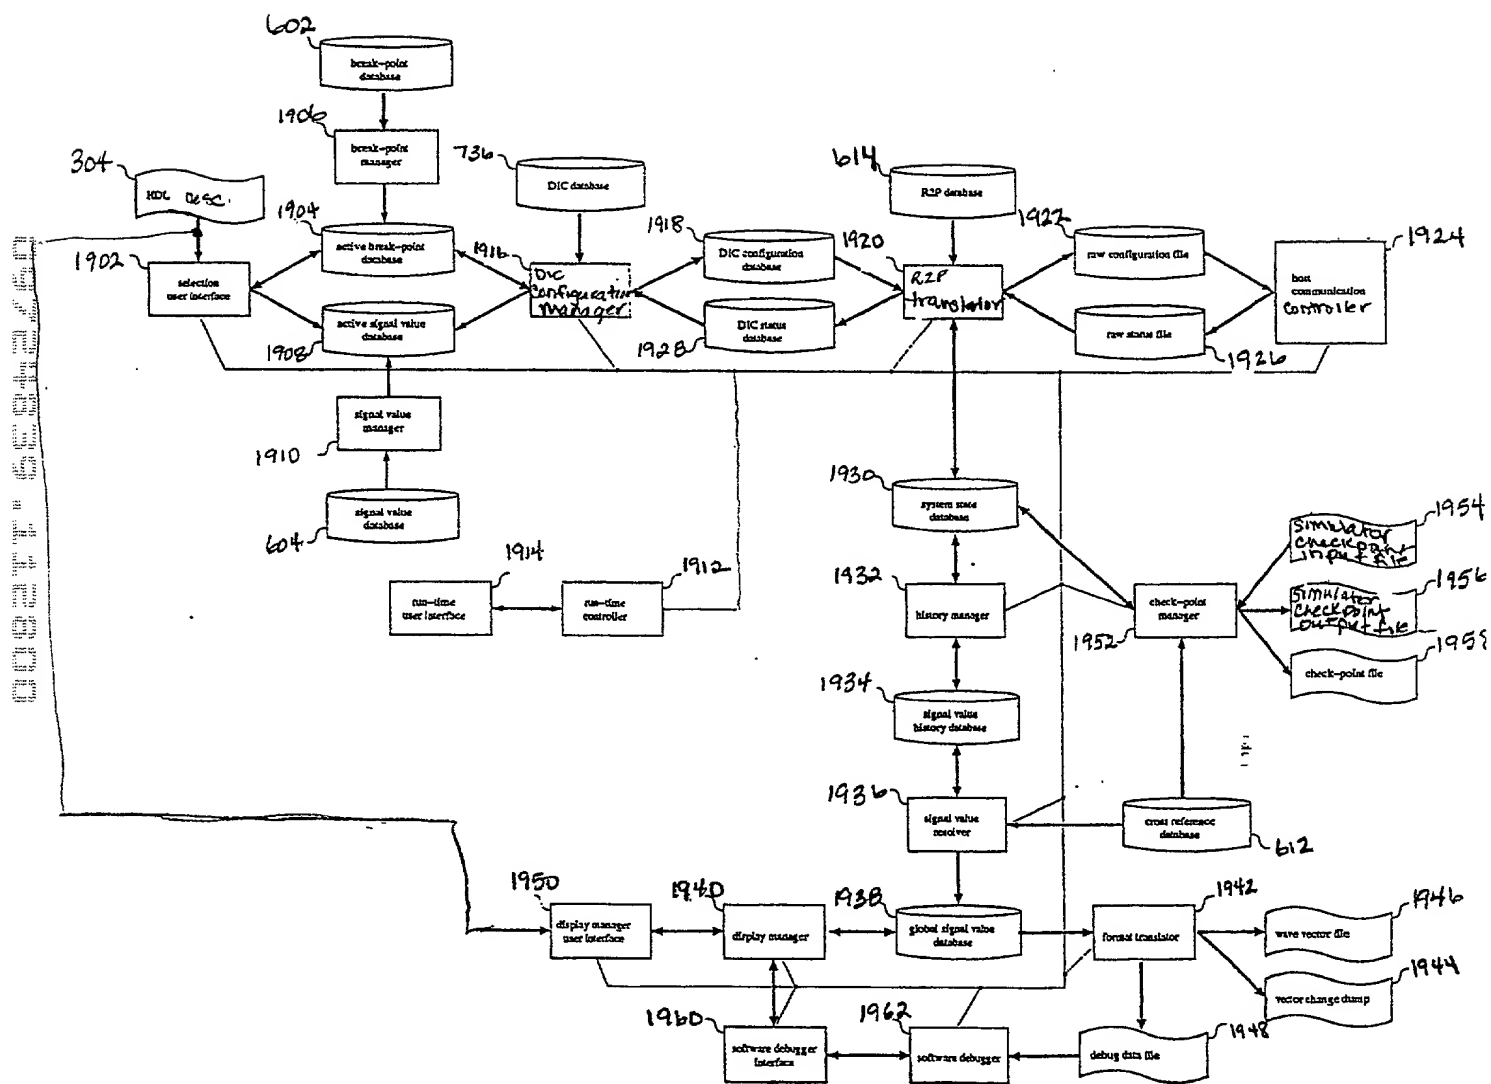 602
break-point
database
1906
break-point
manager
304
HDL DESC.
736
DIC database
614
R2P database
1904
active break-point
database
1902
selection
user interface
1916
DIC
Configuration
Manager
1918
DIC configuration
database
1920
R2P
translator
1922
raw configuration file
1924
host
communication
Controller
active signal value
database
1908
DIC status
database
1928
raw status file
1926
signal value
manager
1910
signal value
database
604
1930
system state
database
1954
Simulator
checkpoint
input file
1914
run-time
user interface
1912
run-time
controller
1932
history manager
check-point
manager
1952
1956
Simulator
Checkpoint
output file
1958
check-point file
1934
signal value
history database
1936
signal value
resolver
cross reference
database
612
1950
display manager
user interface
1940
display manager
1938
global signal value
database
1942
format translator
1946
wave vector file
1944
vector change dump
1960
software debugger
interface
1962
software debugger
1948
debug data file